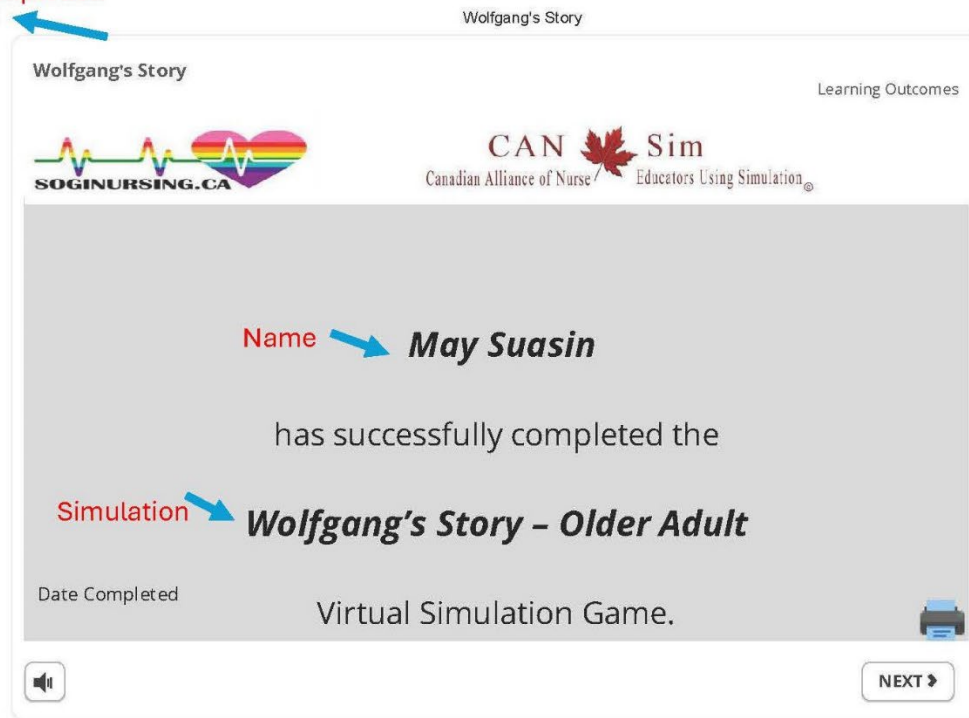 Wolfgang's Story
Wolfgang's Story
Learning Outcomes
SOGINURSING.CA
CAN Sim
Canadian Alliance of Nurse Educators Using Simulation ©
Name
May Suasin
has successfully completed the
Simulation
Wolfgang's Story – Older Adult
Date Completed
Virtual Simulation Game.
NEXT